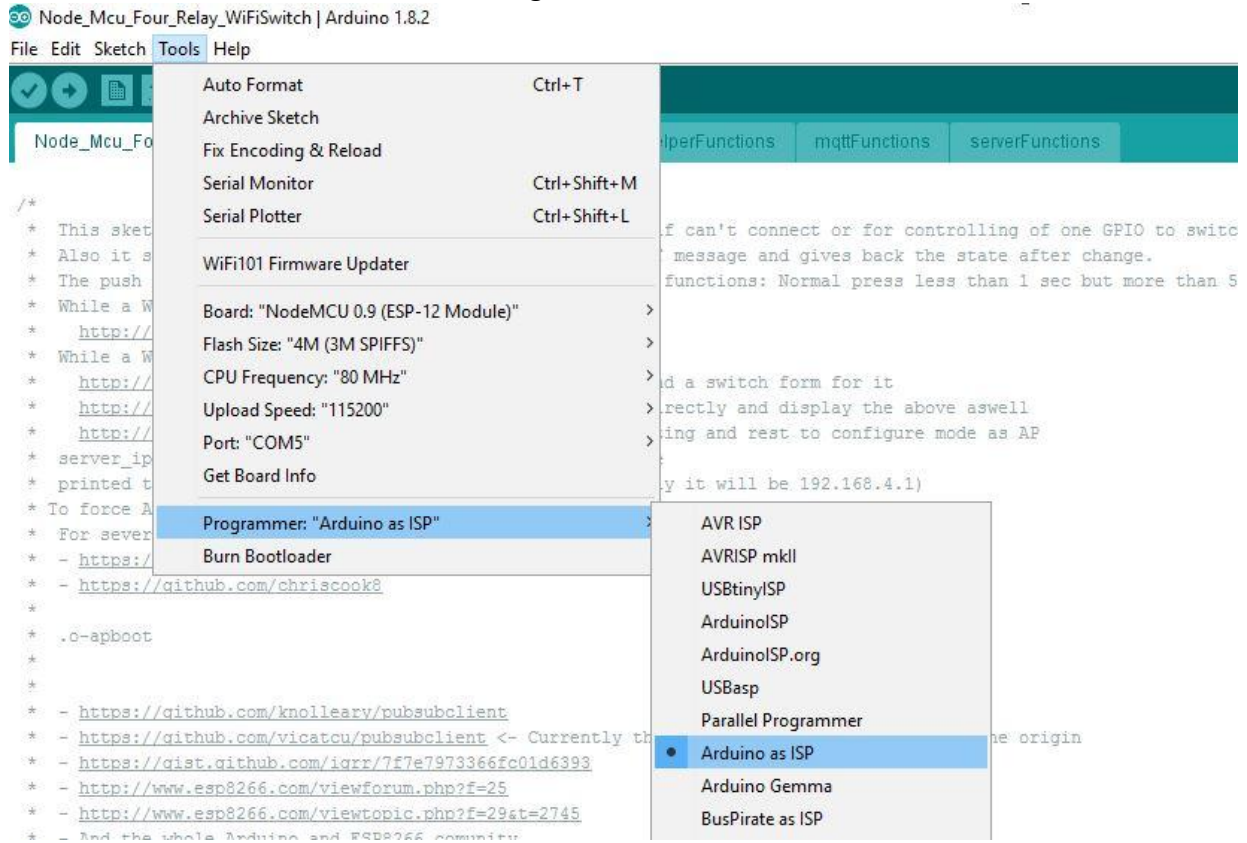 Node_Mcu_Four_Relay_WiFiSwitch | Arduino 1.8.2
File Edit Sketch Tools Help
Auto Format Ctrl+T
Archive Sketch
Fix Encoding & Reload
Serial Monitor Ctrl+Shift+M
Serial Plotter Ctrl+Shift+L
WiFi101 Firmware Updater
Board: "NodeMCU 0.9 (ESP-12 Module)"
Flash Size: "4M (3M SPIFFS)"
CPU Frequency: "80 MHz"
Upload Speed: "115200"
Port: "COM5"
Get Board Info
Programmer: "Arduino as ISP"
Burn Bootloader
AVR ISP
AVRISP mkII
USBtinyISP
ArduinoISP
ArduinoISP.org
USBasp
Parallel Programmer
Arduino as ISP
Arduino Gemma
BusPirate as ISP
Node_Mcu_Fo lperFunctions mqttFunctions serverFunctions
/*
* This sket if can't connect or for controlling of one GPIO to switc
* Also it s message and gives back the state after change.
* The push functions: Normal press less than 1 sec but more than 5
* While a W
* http://
* While a W
* http:// d a switch form for it
* http:// rectly and display the above aswell
* http:// ting and rest to configure mode as AP
* server_ip
* printed t y it will be 192.168.4.1)
* To force A
* For sever
* - https:/
* - https://github.com/chriscook8
*
* .o-apboot
*
*
* - https://github.com/knolleary/pubsubclient
* - https://github.com/vicatcu/pubsubclient <- Currently th e origin
* - https://gist.github.com/igrr/7f7e7973366fc01d6393
* - http://www.esp8266.com/viewforum.php?f=25
* - http://www.esp8266.com/viewtopic.php?f=29&t=2745
* - And the whole Arduino and ESP8266 comunity